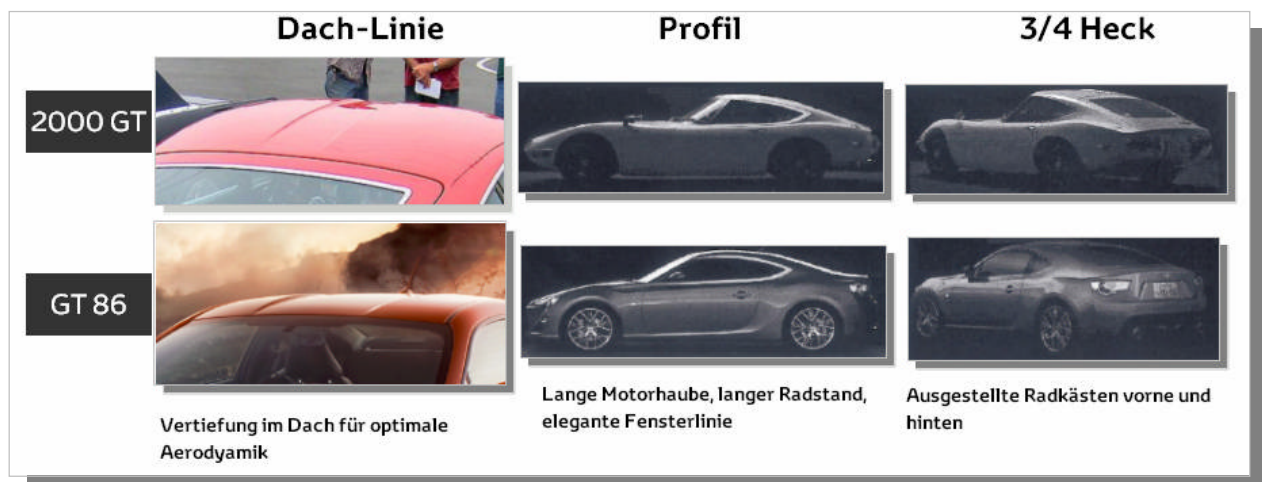 Dach-Linie
Profil
3/4 Heck
2000 GT
GT 86
Vertiefung im Dach für optimale
Aerodyamik
Lange Motorhaube, langer Radstand,
elegante Fensterlinie
Ausgestellte Radkästen vorne und
hinten